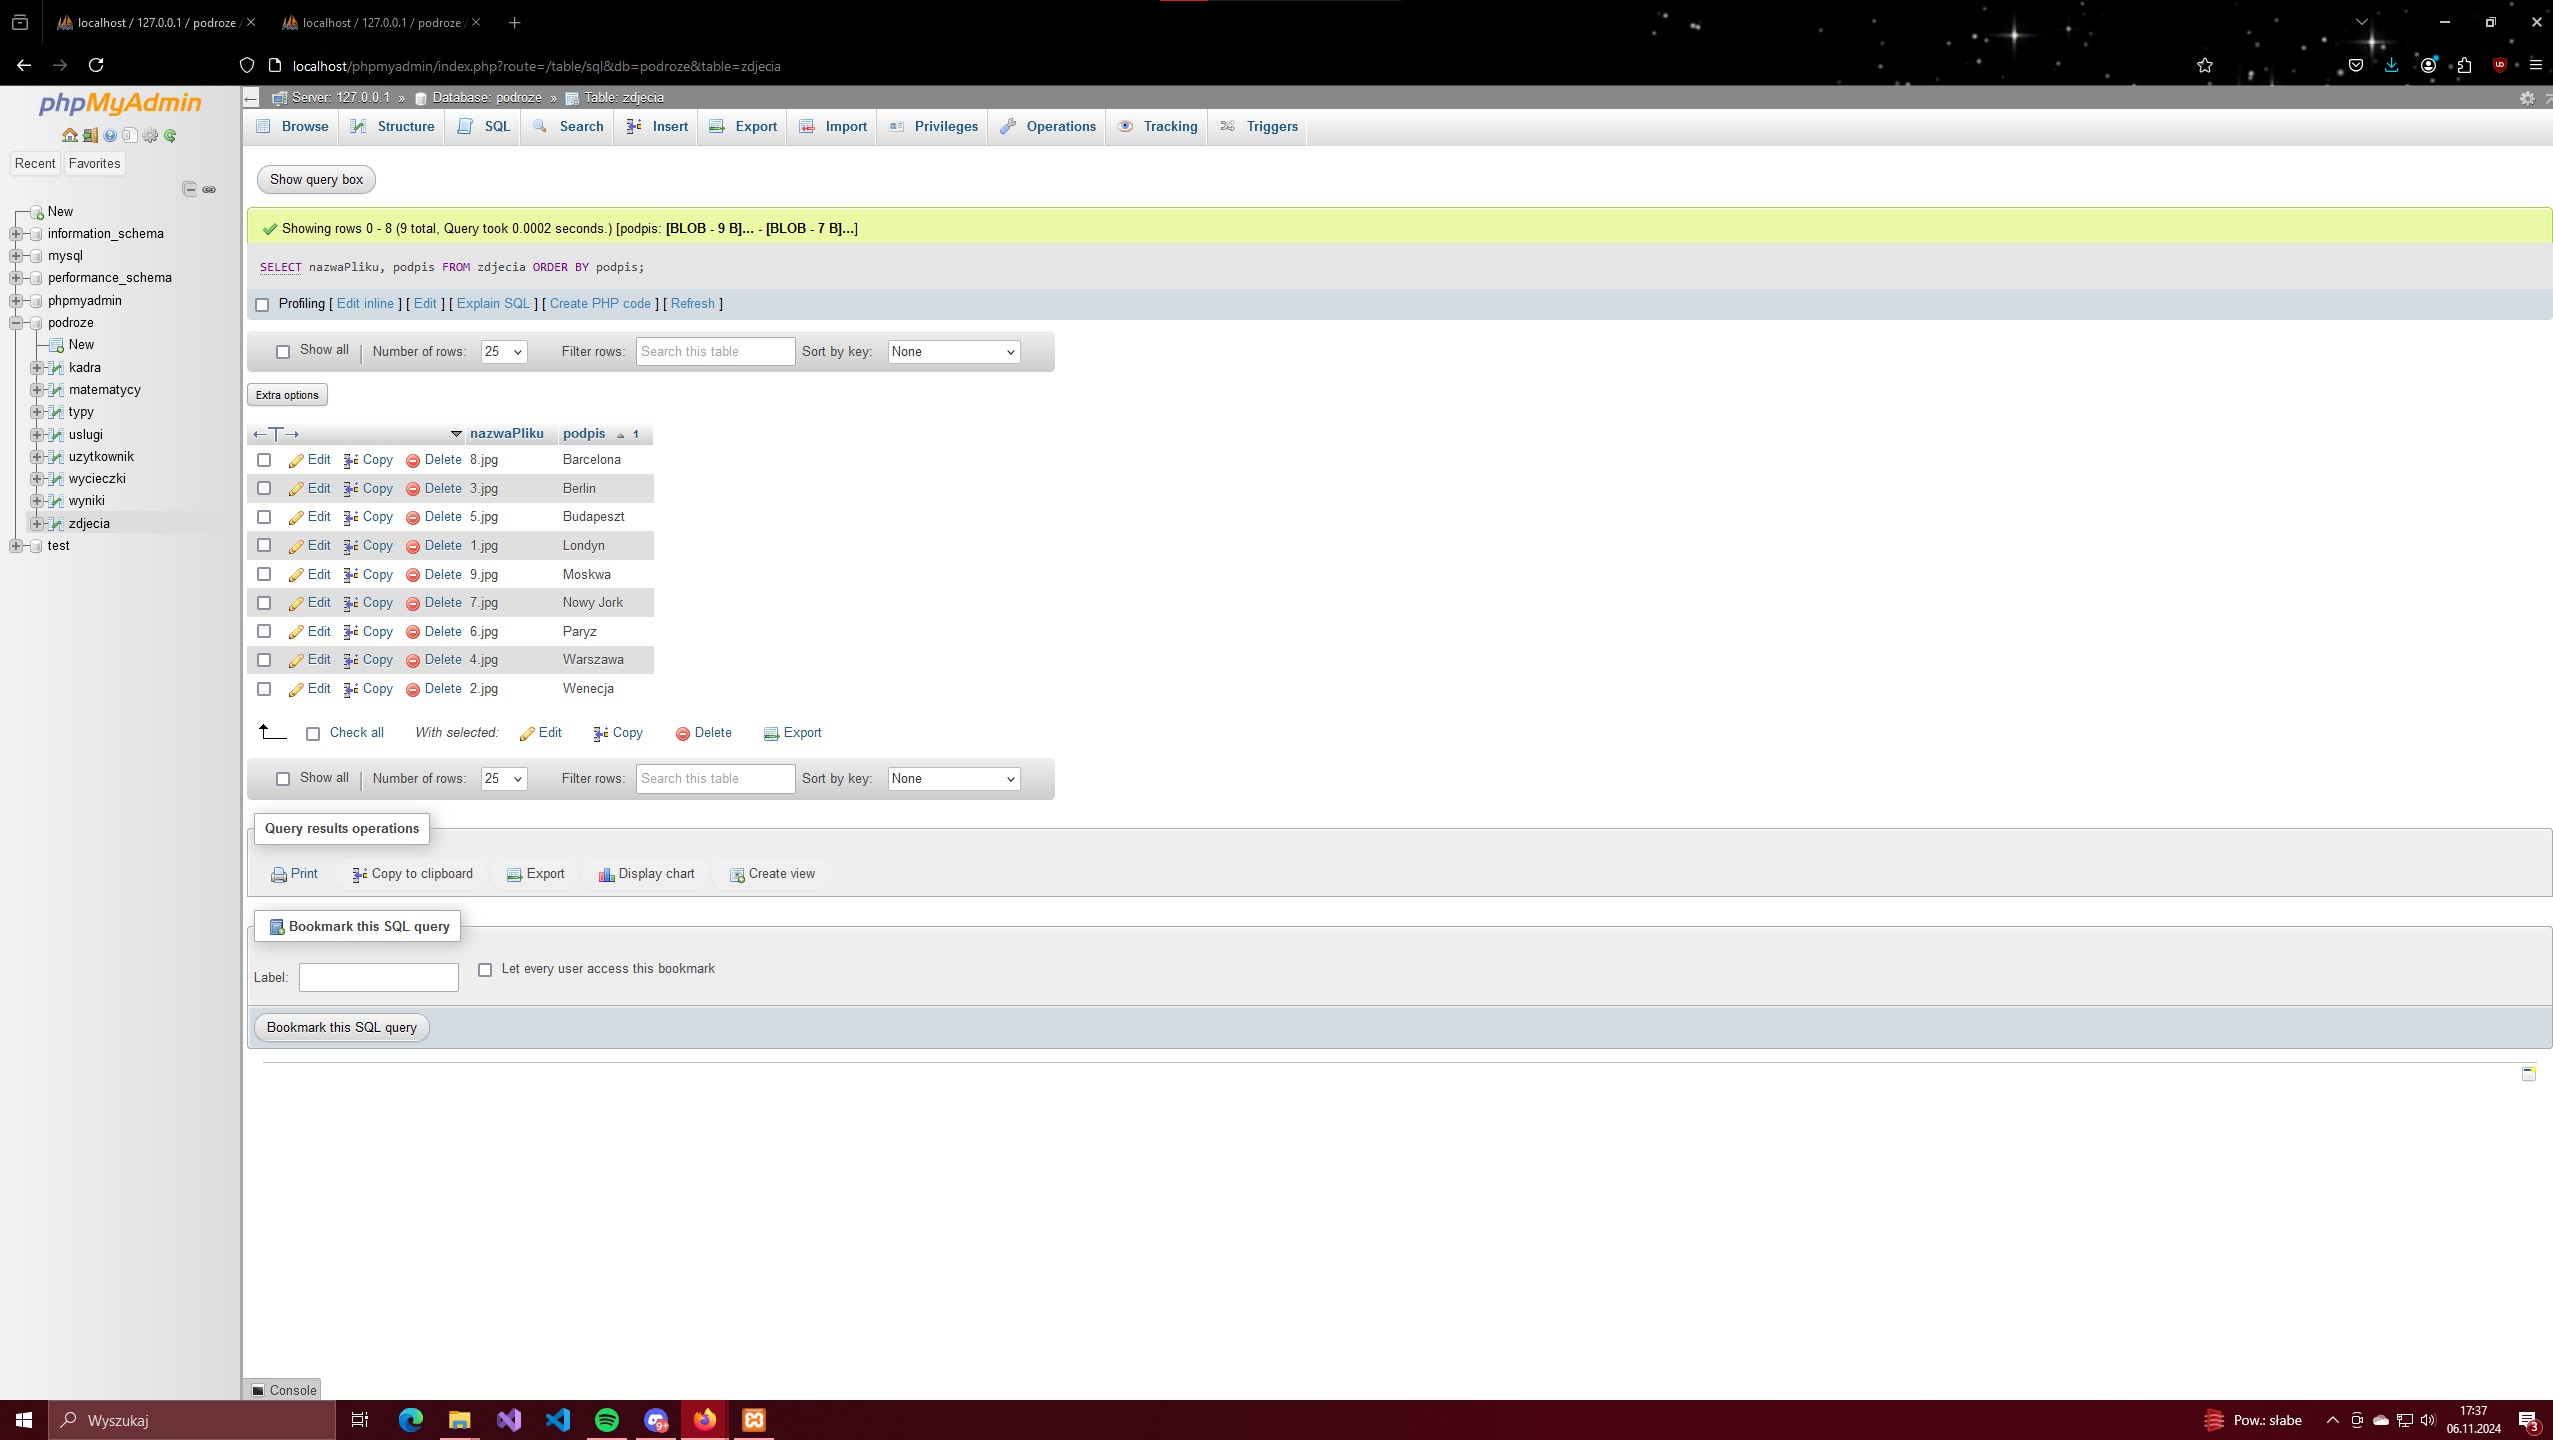 localhost / 127.0.0.1 / podroze
localhost / 127.0.0.1 / podroze
localhost/phpmyadmin/index.php?route=/table/sql&db=podroze&table=zdjecia
phpMyAdmin
Recent Favorites
New
information_schema
mysql
performance_schema
phpmyadmin
podroze
New
kadra
matematycy
typy
uslugi
uzytkownik
wycieczki
wyniki
zdjecia
test
Server: 127.0.0.1 » Database: podroze » Table: zdjecia
Browse Structure SQL Search Insert Export Import Privileges Operations Tracking Triggers
Show query box
Showing rows 0 - 8 (9 total, Query took 0.0002 seconds.) [podpis: [BLOB - 9 B]... - [BLOB - 7 B]...]
SELECT nazwaPliku, podpis FROM zdjecia ORDER BY podpis;
Profiling [ Edit inline ] [ Edit ] [ Explain SQL ] [ Create PHP code ] [ Refresh ]
Show all Number of rows: 25 Filter rows: Search this table Sort by key: None
Extra options
←T→ nazwaPliku podpis 1
Edit Copy Delete 8.jpg Barcelona
Edit Copy Delete 3.jpg Berlin
Edit Copy Delete 5.jpg Budapeszt
Edit Copy Delete 1.jpg Londyn
Edit Copy Delete 9.jpg Moskwa
Edit Copy Delete 7.jpg Nowy Jork
Edit Copy Delete 6.jpg Paryz
Edit Copy Delete 4.jpg Warszawa
Edit Copy Delete 2.jpg Wenecja
Check all With selected: Edit Copy Delete Export
Show all Number of rows: 25 Filter rows: Search this table Sort by key: None
Query results operations
Print Copy to clipboard Export Display chart Create view
Bookmark this SQL query
Label: Let every user access this bookmark
Bookmark this SQL query
Console
Wyszukaj
9+
Pow.: słabe
17:37
06.11.2024
3